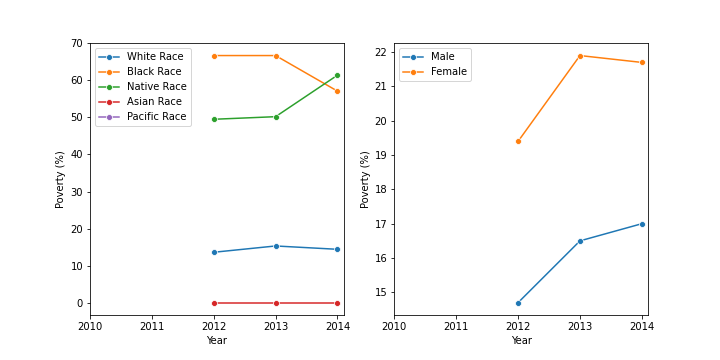 70
60
50
40
30
20
10
0
Poverty (%)
White Race
Black Race
Native Race
Asian Race
Pacific Race
2010 2011 2012 2013 2014
Year
22
21
20
19
18
17
16
15
Poverty (%)
Male
Female
2010 2011 2012 2013 2014
Year